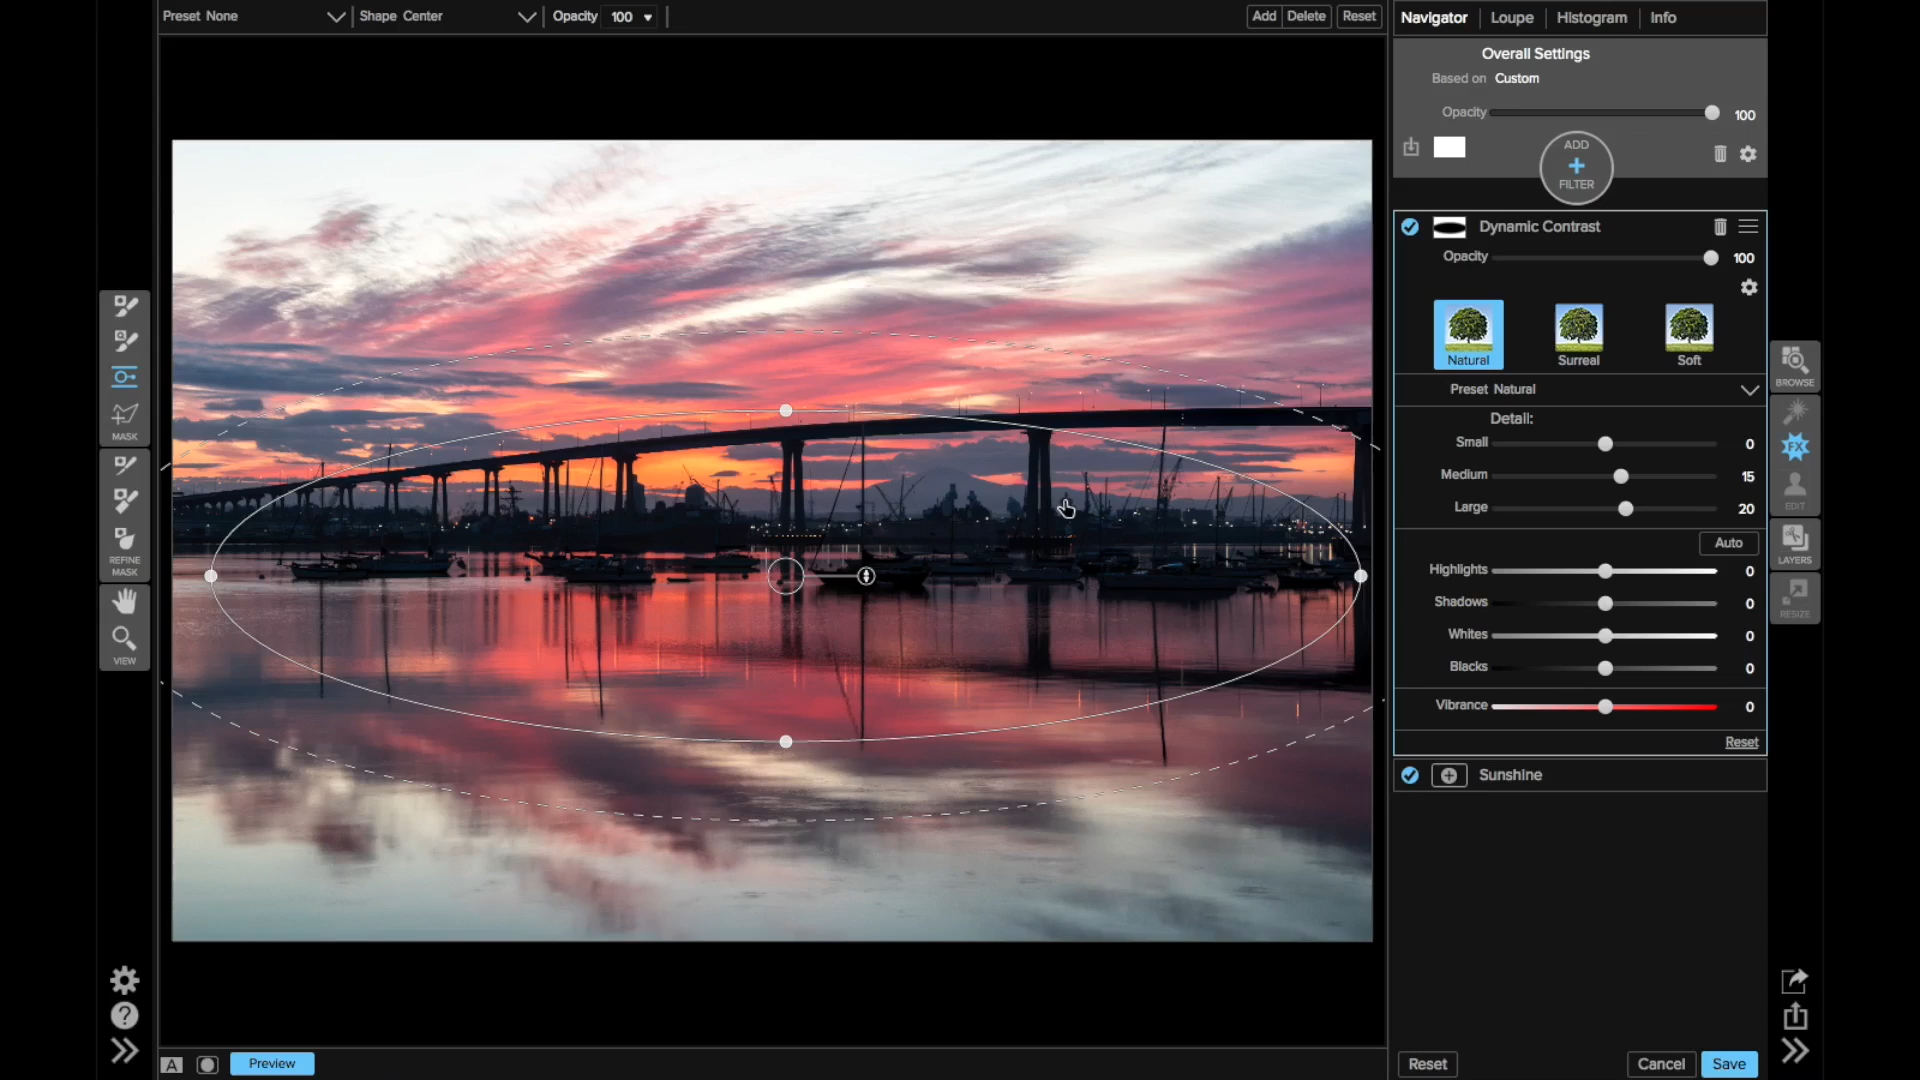 Preset None
Shape Center
Opacity 100
Add
Delete
Reset
Navigator
Loupe
Histogram
Info
Overall Settings
Based on Custom
Opacity 100
ADD
FILTER
Dynamic Contrast
Opacity 100
Natural
Surreal
Soft
Preset Natural
Detail:
Small 0
Medium 15
Large 20
Auto
Highlights 0
Shadows 0
Whites 0
Blacks 0
Vibrance 0
Reset
Sunshine
MASK
REFINE
MASK
VIEW
BROWSE
FX
EDIT
LAYERS
RESIZE
?
A
Preview
Reset
Cancel
Save